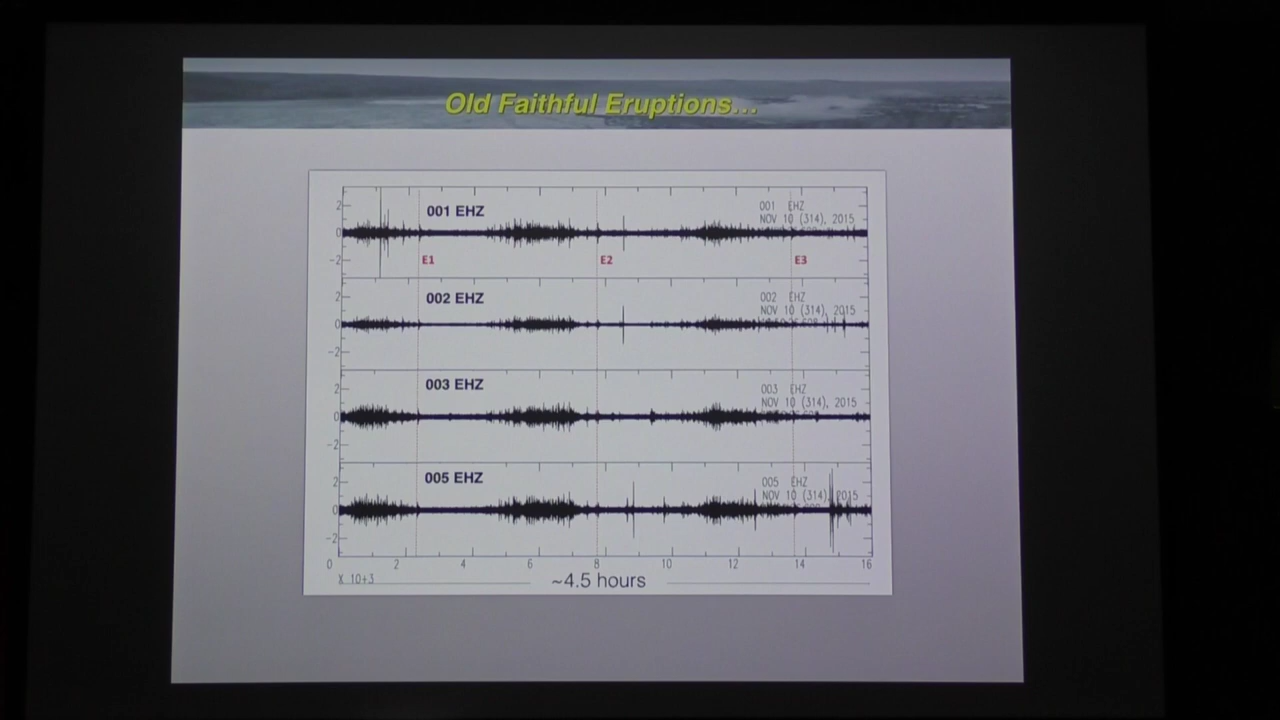 Old Faithful Eruptions...
2
0
-2
001 EHZ
001 EHZ
NOV 10 (314), 2015
E1
E2
E3
2
0
-2
002 EHZ
002 EHZ
NOV 10 (314), 2015
2
0
-2
003 EHZ
003 EHZ
NOV 10 (314), 2015
2
0
-2
005 EHZ
005 EHZ
NOV 10 (314), 2015
0 2 4 6 8 10 12 14 16
X 10+3
~4.5 hours